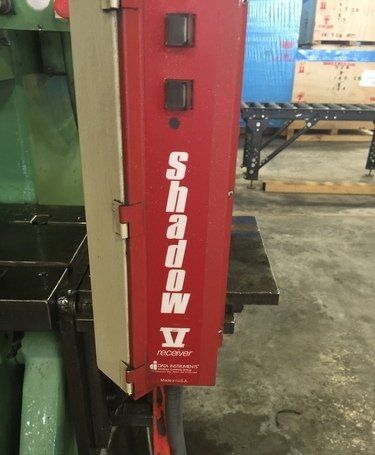 Shadow
V
receiver
DATA INSTRUMENTS
Made in U.S.A.